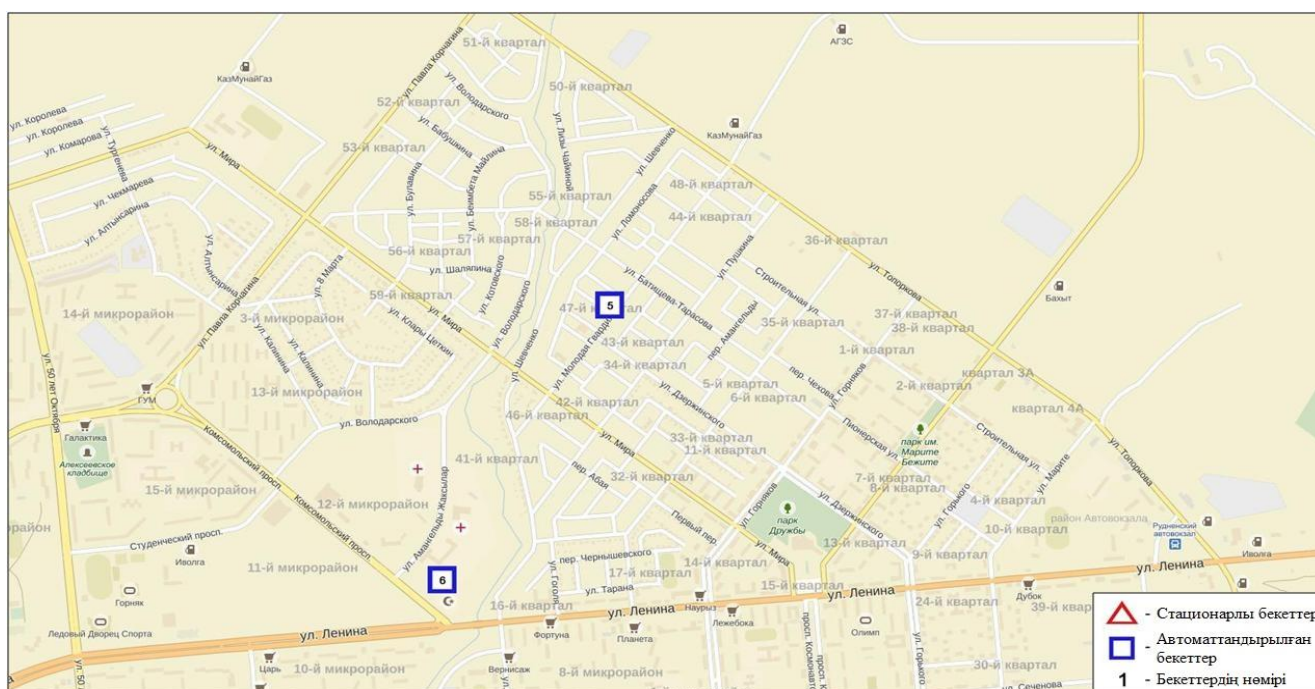 51-й квартал
АГЗС
КазМунайГаз
ул. Павла Корчагина
ул. Володарского
50-й квартал
52-й квартал
ул. Королева
ул. Королева
ул. Комарова
ул. Тургенева
ул. Мира
ул. Бабушкина
ул. Лизы Чайкиной
ул. Шевченко
КазМунайГаз
53-й квартал
ул. Беимбета Майлина
ул. Булавина
ул. Чекмарева
ул. Алтынсарина
55-й квартал
ул. Ломоносова
48-й квартал
44-й квартал
58-й квартал
36-й квартал
57-й квартал
56-й квартал
ул. Пушкина
ул. Алтынсарина
ул. 8 Марта
ул. Шаляпина
ул. Котовского
ул. Батищева-Тарасова
Строительная ул.
ул. Топоркова
Бахыт
59-й квартал
5
47-й квартал
14-й микрорайон
3-й микрорайон
ул. Павла Корчагина
ул. Калинина
ул. Калинина
ул. Клары Цеткин
ул. Мира
ул. Володарского
ул. Шевченко
43-й квартал
пер. Амангельды
35-й квартал
37-й квартал
38-й квартал
34-й квартал
1-й квартал
ул. Молодая Гвардия
ул. 50 лет Октября
ГУМ
13-й микрорайон
42-й квартал
46-й квартал
5-й квартал
6-й квартал
пер. Чехова
ул. Горняков
2-й квартал
квартал 3А
квартал 4А
ул. Дзержинского
Галактика
Алексеевское
кладбище
ул. Володарского
Комсомольский просп.
ул. Мира
33-й квартал
11-й квартал
Пионерская ул.
парк им.
Марите
Бежите
Строительная ул.
ул. Топоркова
41-й квартал
пер. Абая
32-й квартал
7-й квартал
8-й квартал
ул. Марите
15-й микрорайон
12-й микрорайон
Комсомольский просп.
ул. Амангельды Жаксылар
ул. Горняков
парк
Дружбы
ул. Дзержинского
ул. Горького
4-й квартал
10-й квартал
район Автовокзала
Первый пер.
ул. Мира
13-й квартал
Рудненский
автовокзал
Студенческий просп.
Иволга
9-й квартал
Иволга
пер. Чернышевского
14-й квартал
11-й микрорайон
6
ул. Гоголя
17-й квартал
ул. Тарана
15-й квартал
ул. Ленина
Горняк
16-й квартал
ул. Ленина
Наурыз
ул. Ленина
24-й квартал
Дубок
39-й квартал
Ледовый Дворец Спорта
ул. Ленина
Фортуна
Планета
Лежебока
Олимп
Царь
10-й микрорайон
Вернисаж
8-й микрорайон
просп. Космонавтов
ул. Горького
30-й квартал
ул. Сеченова
- Стационарлы бекеттер
- Автоматтандырылған
бекеттер
1 - Бекеттердің нөмірі